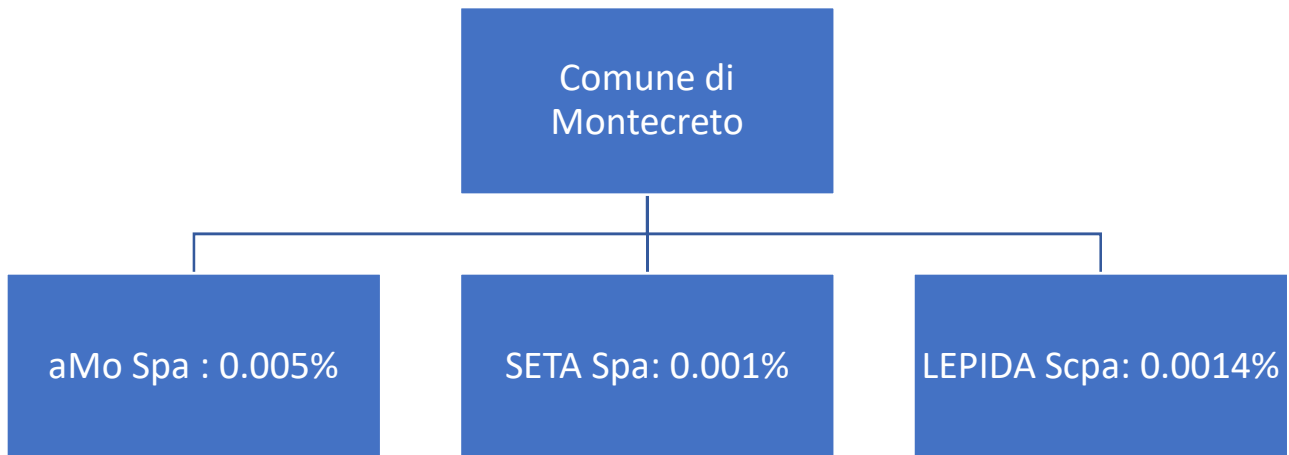 Comune di
Montecreto
aMo Spa : 0.005%
SETA Spa: 0.001%
LEPIDA Scpa: 0.0014%